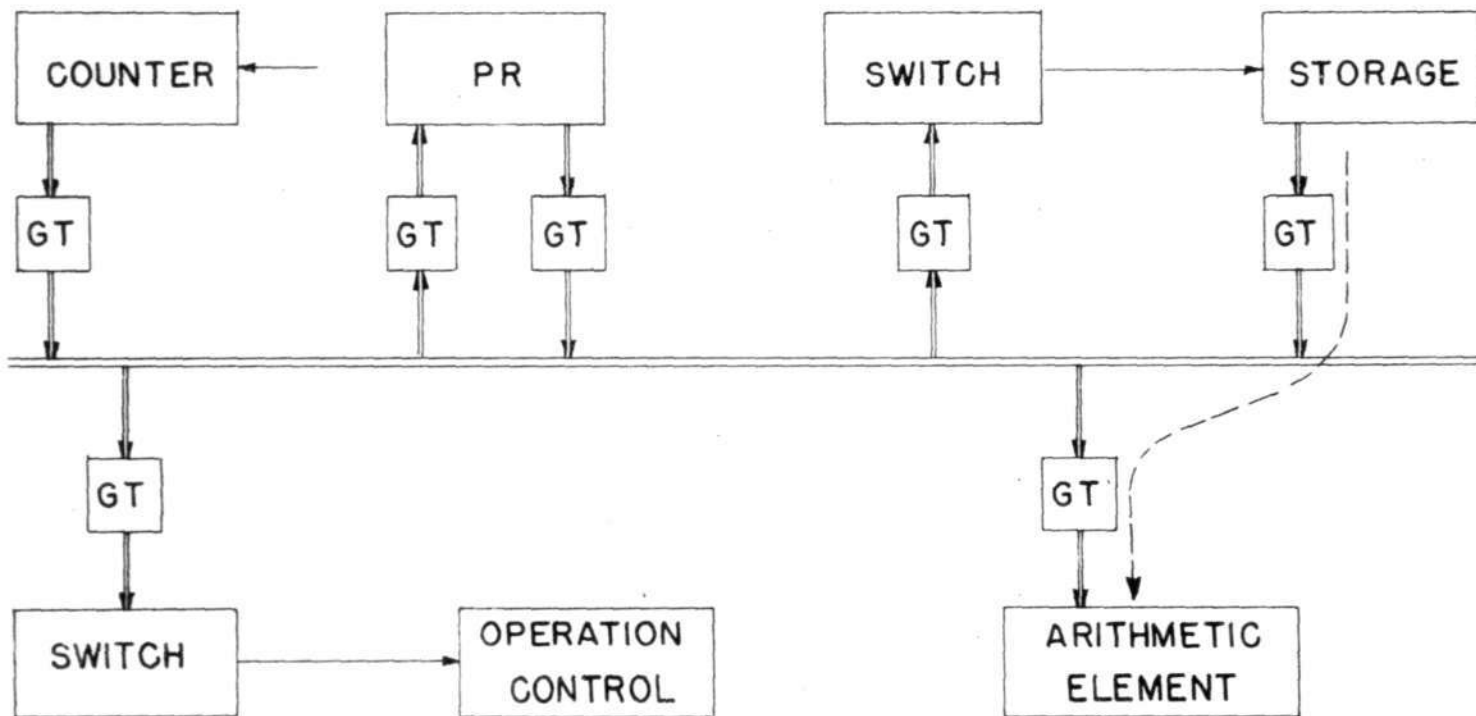 COUNTER
PR
SWITCH
STORAGE
GT
GT
GT
GT
GT
GT
GT
SWITCH
OPERATION
CONTROL
ARITHMETIC
ELEMENT